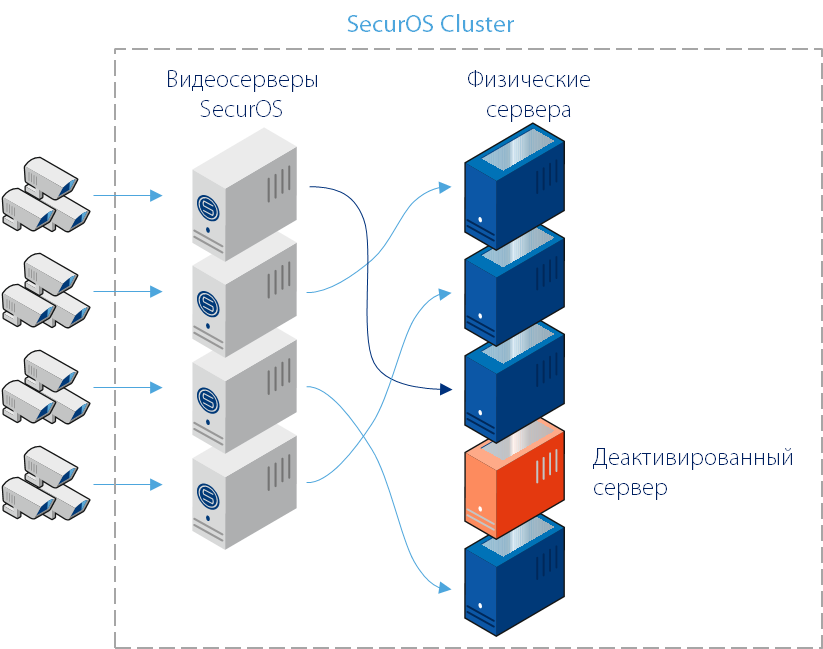 SecurOS Cluster
Видеосерверы
SecurOS
Физические
сервера
Деактивированный
сервер